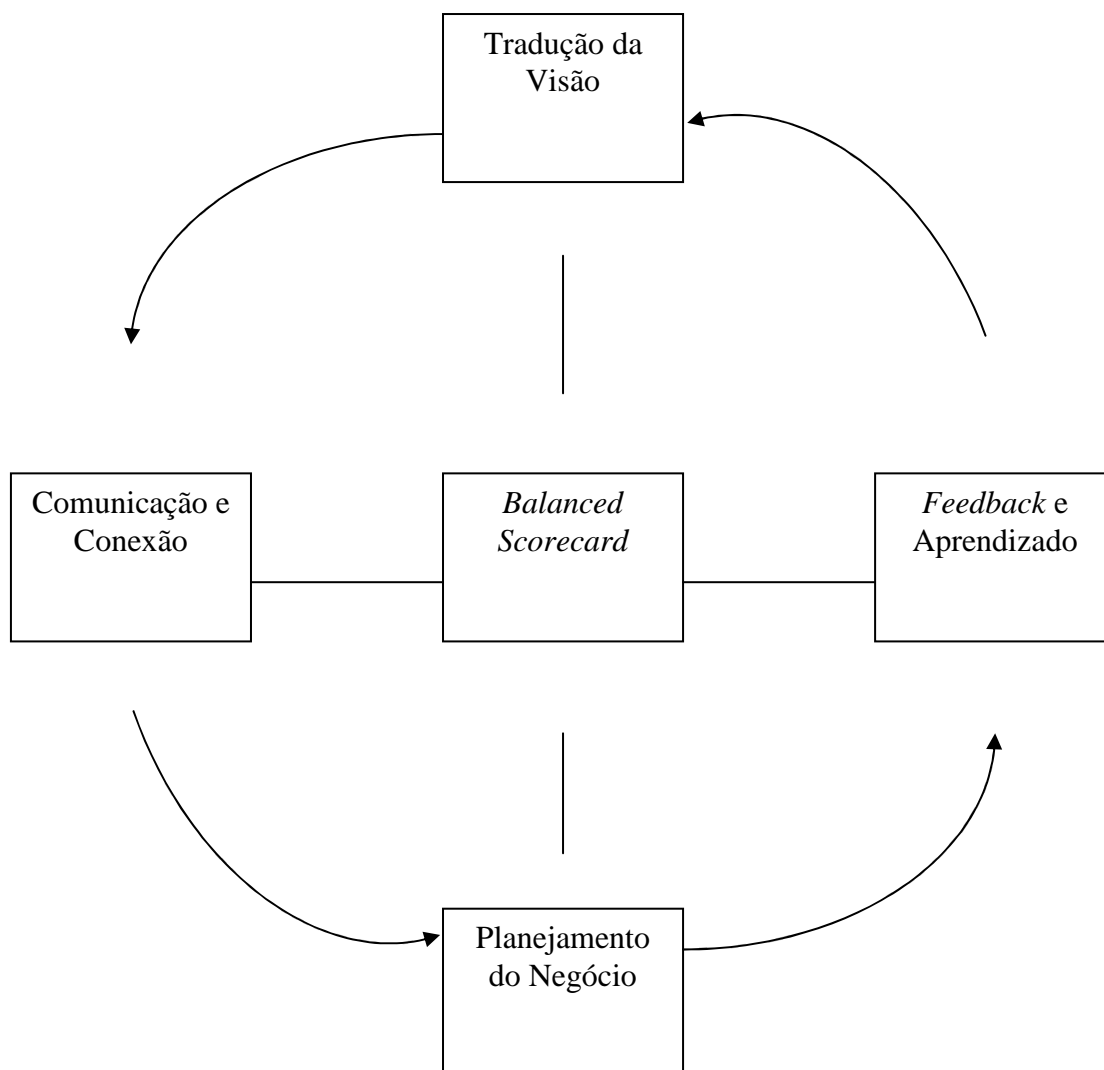 Tradução da
Visão
Comunicação e
Conexão
Balanced
Scorecard
Feedback e
Aprendizado
Planejamento
do Negócio